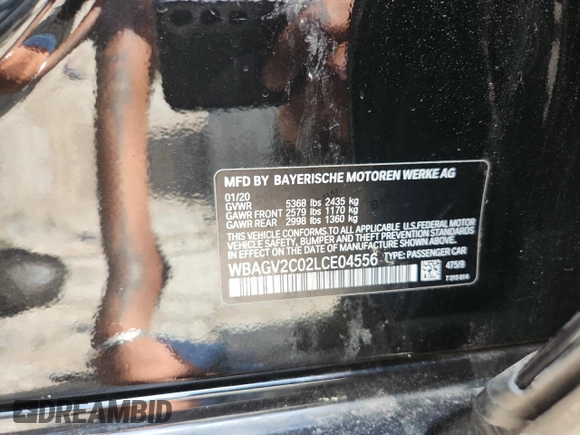 MFD BY BAYERISCHE MOTOREN WERKE AG
01/20
GVWR 5368 lbs 2435 kg
GAWR FRONT 2579 lbs 1170 kg
GAWR REAR 2998 lbs 1360 kg
THIS VEHICLE CONFORMS TO ALL APPLICABLE U.S.FEDERAL MOTOR
VEHICLE SAFETY, BUMPER, AND THEFT PREVENTION STANDARDS
IN EFFECT ON THE DATE OF MANUFACTURE SHOWN ABOVE.
WBAGV2C02LCE04556 TYPE: PASSENGER CAR
475/9
DREAMBID